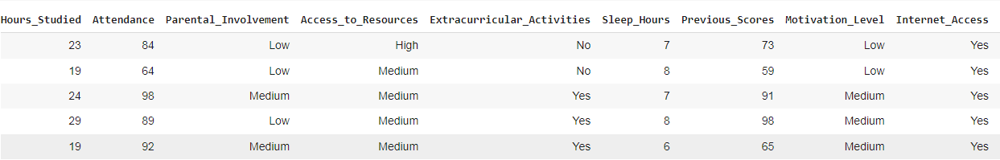 Hours_Studied Attendance Parental_Involvement Access_to_Resources Extracurricular_Activities Sleep_Hours Previous_Scores Motivation_Level Internet_Access
23 84 Low High No 7 73 Low Yes
19 64 Low Medium No 8 59 Low Yes
24 98 Medium Medium Yes 7 91 Medium Yes
29 89 Low Medium Yes 8 98 Medium Yes
19 92 Medium Medium Yes 6 65 Medium Yes